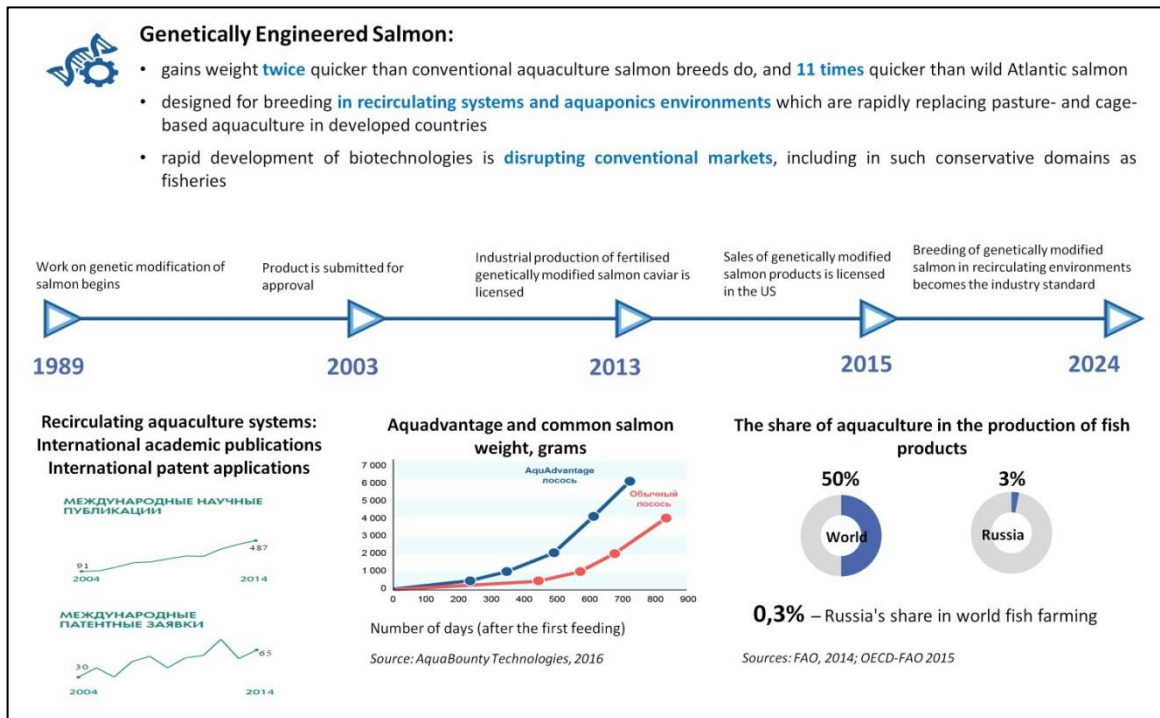 Genetically Engineered Salmon:
• gains weight twice quicker than conventional aquaculture salmon breeds do, and 11 times quicker than wild Atlantic salmon
• designed for breeding in recirculating systems and aquaponics environments which are rapidly replacing pasture- and cage-
based aquaculture in developed countries
• rapid development of biotechnologies is disrupting conventional markets, including in such conservative domains as
fisheries
Work on genetic modification of
salmon begins
Product is submitted for
approval
Industrial production of fertilised
genetically modified salmon caviar is
licensed
Sales of genetically modified
salmon products is licensed
in the US
Breeding of genetically modified
salmon in recirculating environments
becomes the industry standard
1989
2003
2013
2015
2024
Recirculating aquaculture systems:
International academic publications
International patent applications
МЕЖДУНАРОДНЫЕ НАУЧНЫЕ
ПУБЛИКАЦИИ
91
487
2004
2014
МЕЖДУНАРОДНЫЕ
ПАТЕНТНЫЕ ЗАЯВКИ
30
65
2004
2014
Aquadvantage and common salmon
weight, grams
7 000
6 000
5 000
4 000
3 000
2 000
1 000
0
AquAdvantage
лосось
Обычный
лосось
0 100 200 300 400 500 600 700 800 900
Number of days (after the first feeding)
Source: AquaBounty Technologies, 2016
The share of aquaculture in the production of fish
products
50%
3%
World
Russia
0,3% – Russia's share in world fish farming
Sources: FAO, 2014; OECD-FAO 2015